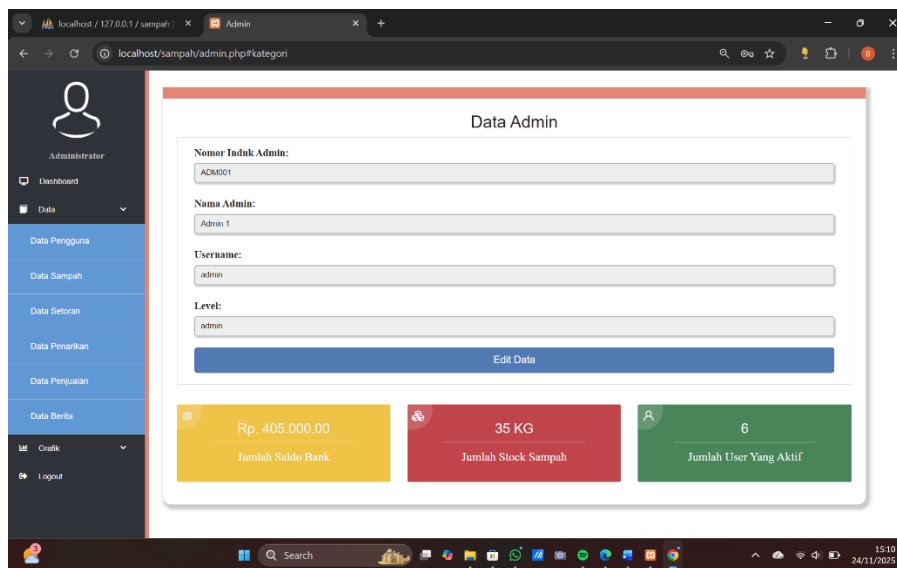 localhost / 127.0.0.1 / sampah |
Admin
localhost/sampah/admin.php#kategori
B
Administrator
Dashboard
Data
Data Pengguna
Data Sampah
Data Setoran
Data Penarikan
Data Penjualan
Data Berita
Grafik
Logout
Data Admin
Nomor Induk Admin:
ADM001
Nama Admin:
Admin 1
Username:
admin
Level:
admin
Edit Data
Rp. 405.000,00
Jumlah Saldo Bank
35 KG
Jumlah Stock Sampah
6
Jumlah User Yang Aktif
3
Search
15:10
24/11/2025